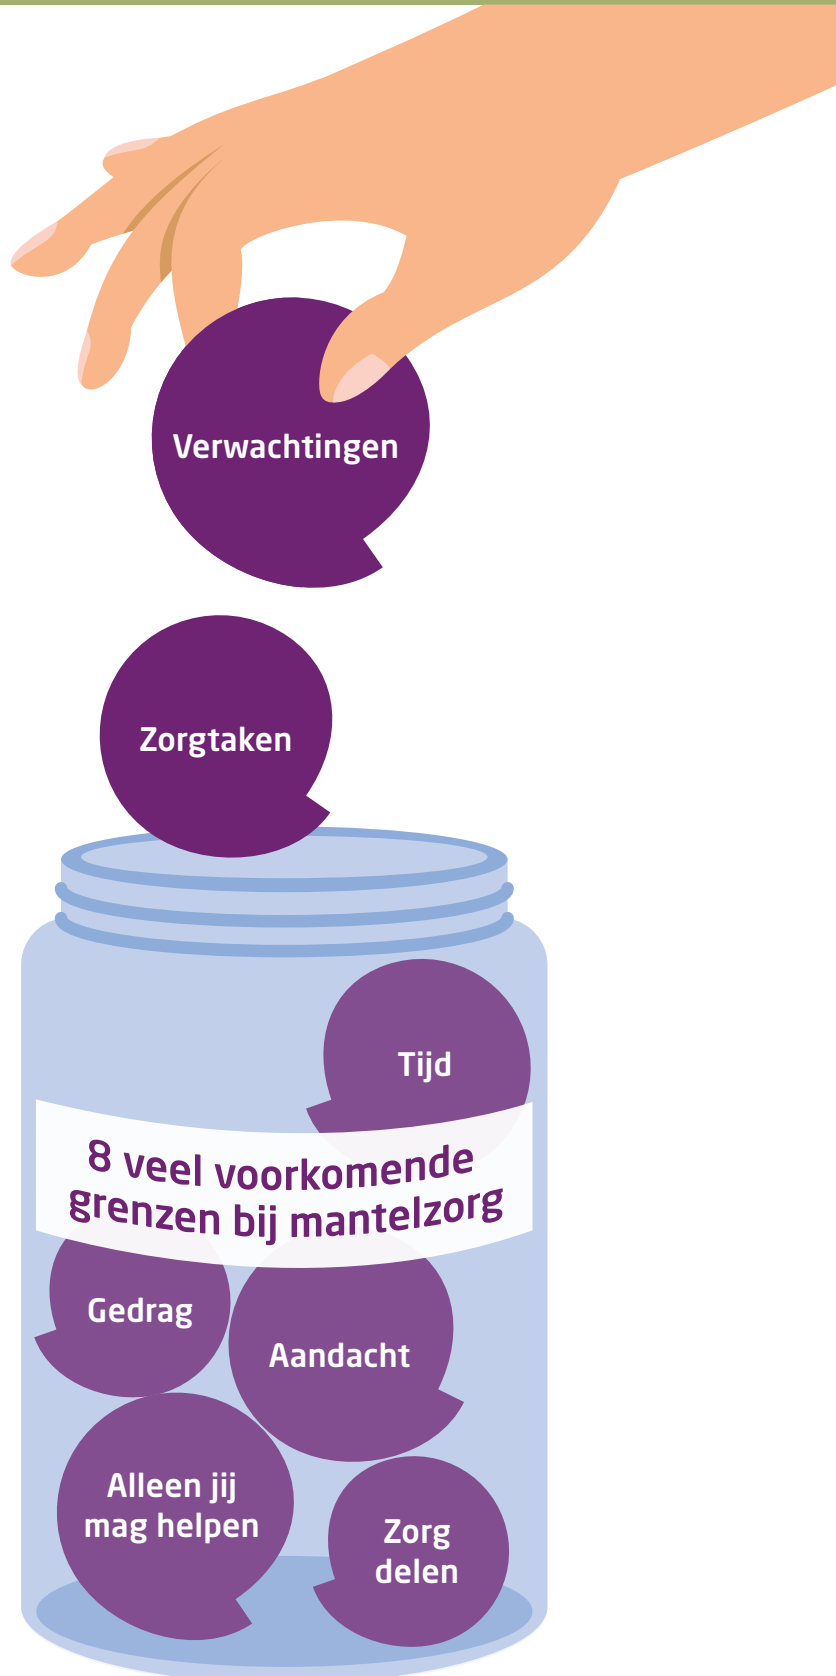 Verwachtingen
Zorgtaken
Tijd
8 veel voorkomende
grenzen bij mantelzorg
Gedrag
Aandacht
Alleen jij
mag helpen
Zorg
delen